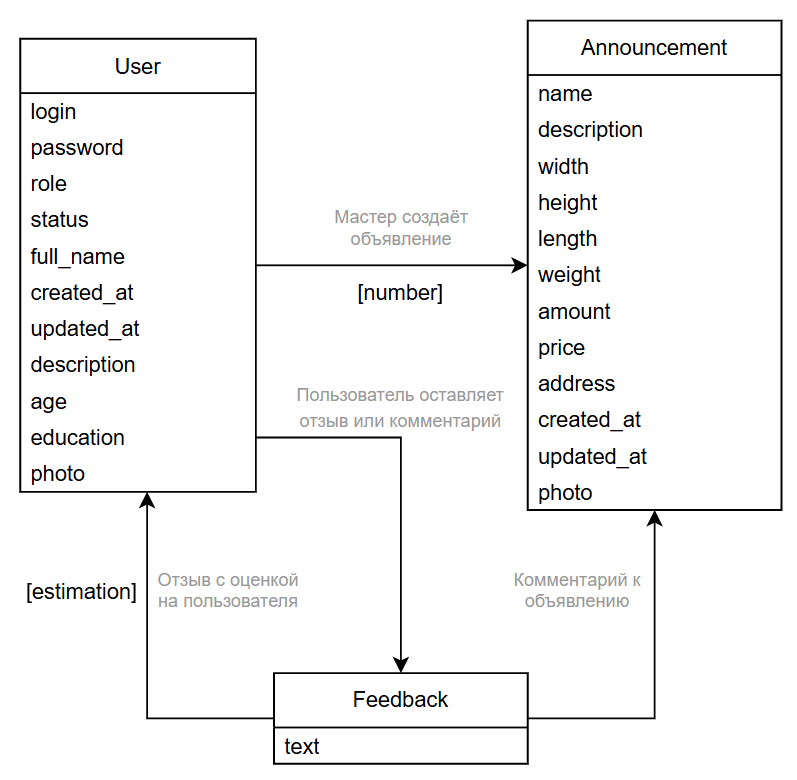 User
login
password
role
status
full_name
created_at
updated_at
description
age
education
photo
Мастер создаёт
объявление
[number]
Announcement
name
description
width
height
length
weight
amount
price
address
created_at
updated_at
photo
Пользователь оставляет
отзыв или комментарий
[estimation]
Отзыв с оценкой
на пользователя
Комментарий к
объявлению
Feedback
text